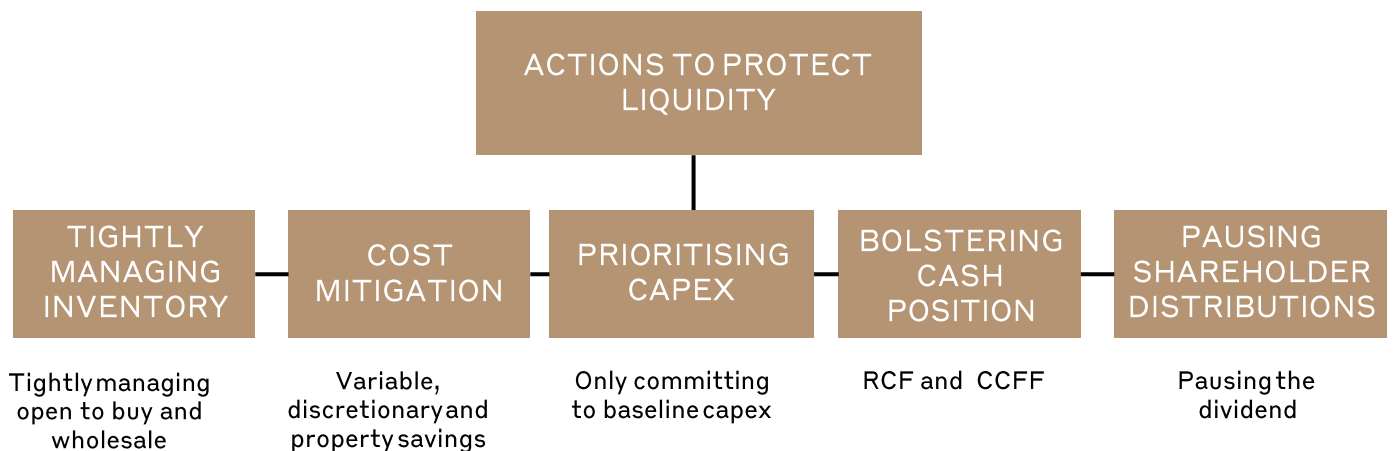 ACTIONS TO PROTECT
LIQUIDITY
TIGHTLY
MANAGING
INVENTORY
COST
MITIGATION
PRIORITISING
CAPEX
BOLSTERING
CASH
POSITION
PAUSING
SHAREHOLDER
DISTRIBUTIONS
Tightly managing
open to buy and
wholesale
Variable,
discretionary and
property savings
Only committing
to baseline capex
RCF and CCFF
Pausing the
dividend